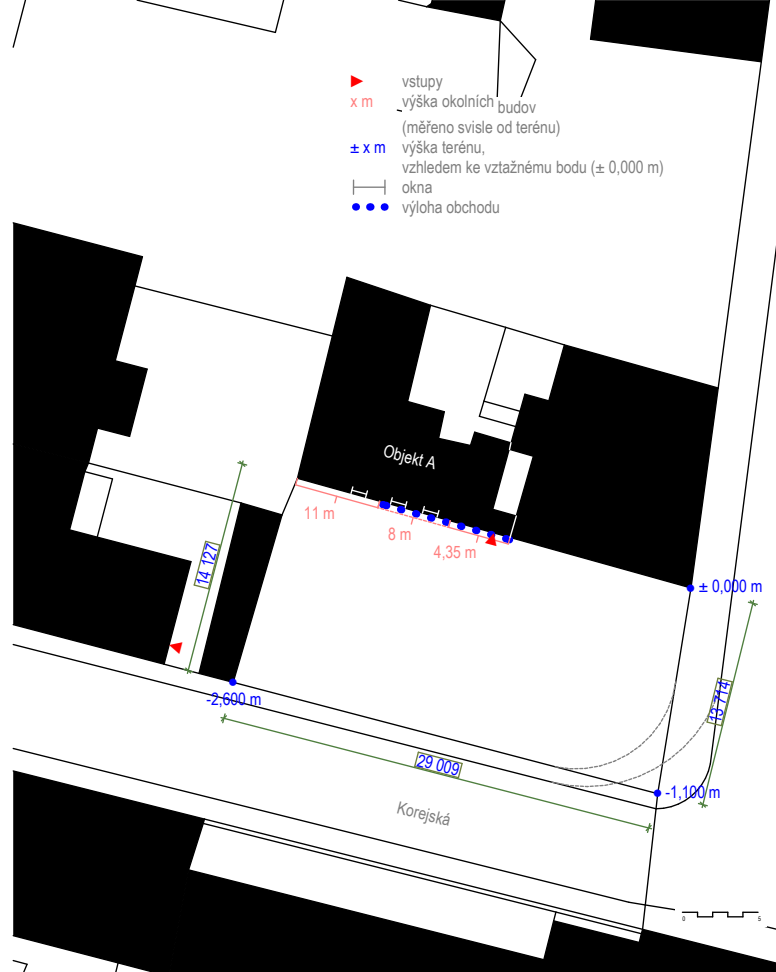 vstupy
x m výška okolních budov
(měřeno svisle od terénu)
± x m výška terénu,
vzhledem ke vztažnému bodu (± 0,000 m)
okna
výloha obchodu
Objekt A
11 m
8 m
4,35 m
14 127
± 0,000 m
-2,600 m
13 714
29 009
-1,100 m
Korejská
0 5